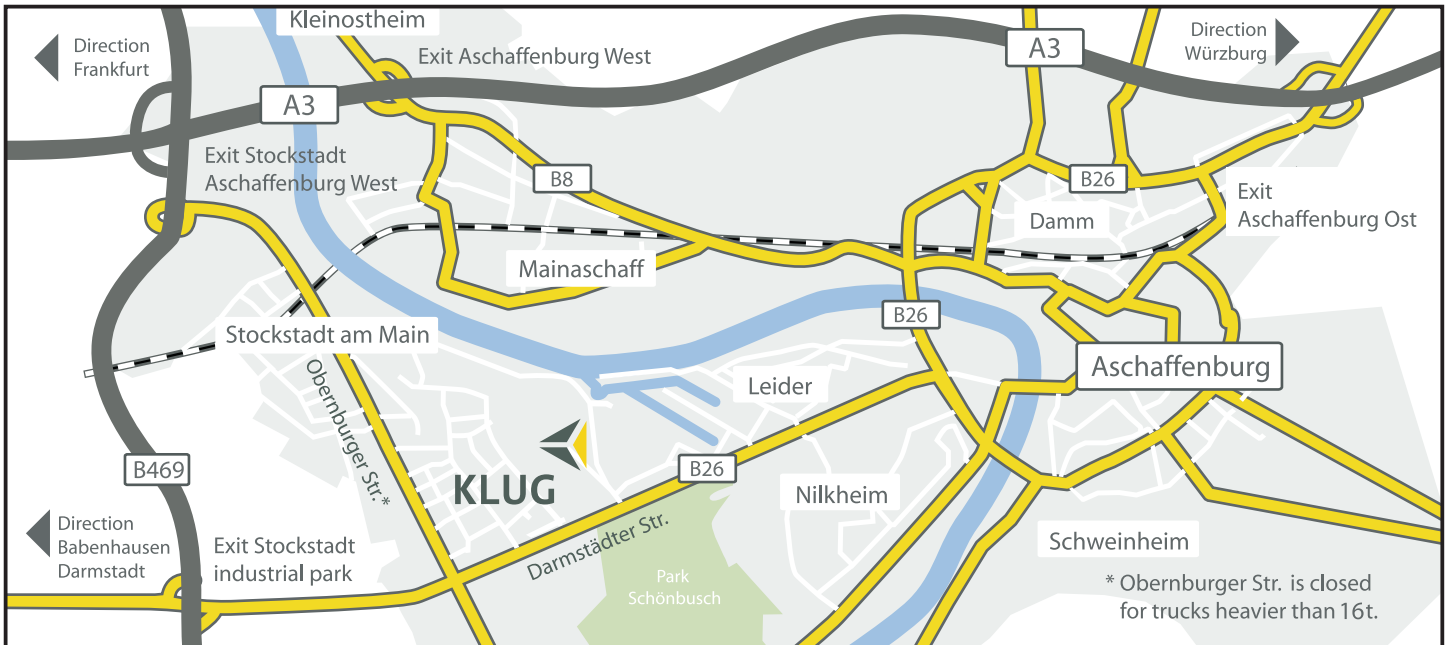 Kleinostheim
Direction
Frankfurt
Exit Aschaffenburg West
A3
Direction
Würzburg
A3
Exit Stockstadt
Aschaffenburg West
B8
B26
Exit
Aschaffenburg Ost
Damm
Mainaschaff
B26
Stockstadt am Main
Aschaffenburg
Leider
Obernburger Str.*
B469
KLUG
B26
Nilkheim
Direction
Babenhausen
Darmstadt
Exit Stockstadt
industrial park
Darmstädter Str.
Schweinheim
Park
Schönbusch
* Obernburger Str. is closed
for trucks heavier than 16t.